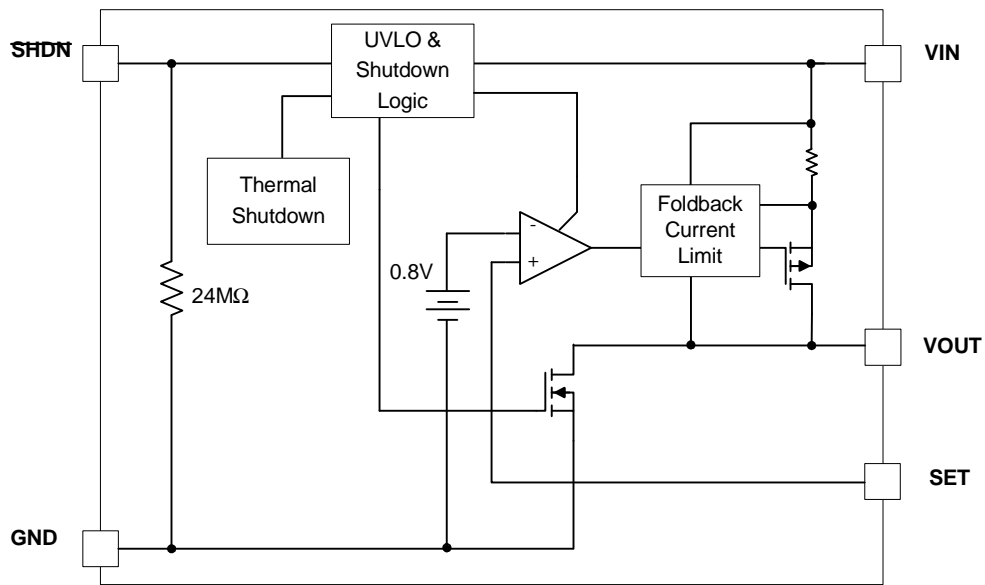 SHDN
UVLO &
Shutdown
Logic
VIN
Thermal
Shutdown
Foldback
Current
Limit
-
+
0.8V
24MΩ
VOUT
SET
GND